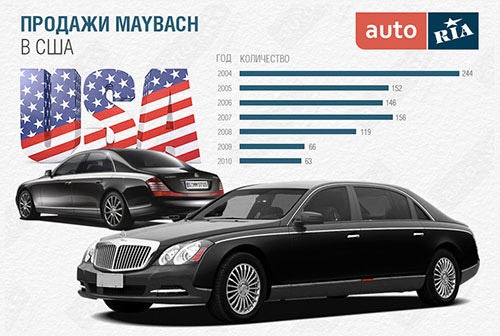 ПРОДАЖИ MAYBACH
В США
auto
RIA
ГОД КОЛИЧЕСТВО
2004 244
2005 152
2006 146
2007 156
2008 119
2009 66
2010 63
USA